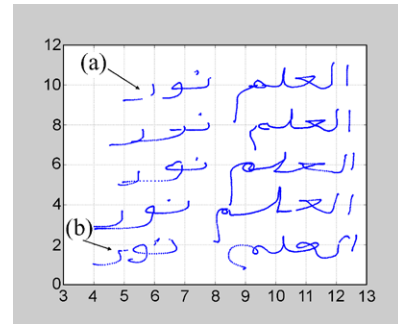 12
(a)
10 العلم نور
8 العلم نور
6 العلم نور
4 العلم نور
(b)
2 العلم نور
0
3 4 5 6 7 8 9 10 11 12 13